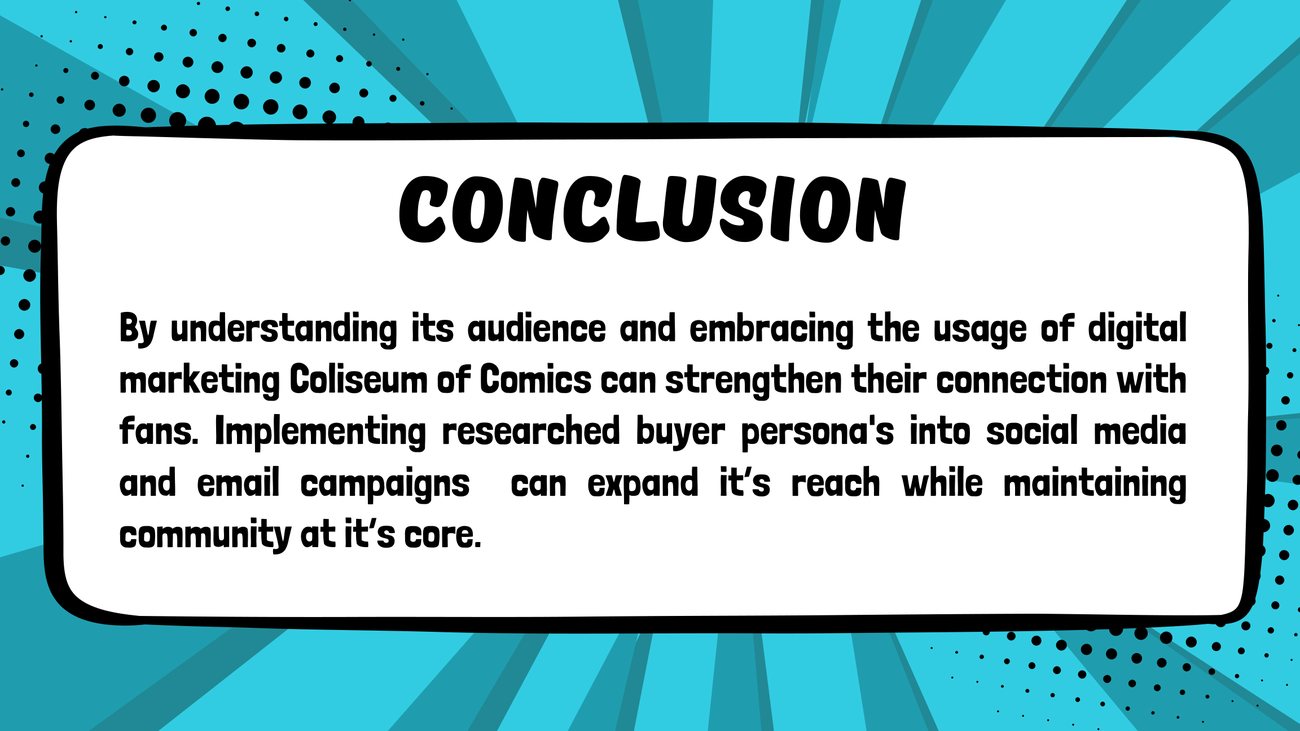 CONCLUSION
By understanding its audience and embracing the usage of digital
marketing Coliseum of Comics can strengthen their connection with
fans. Implementing researched buyer persona's into social media
and email campaigns  can expand it’s reach while maintaining
community at it’s core.